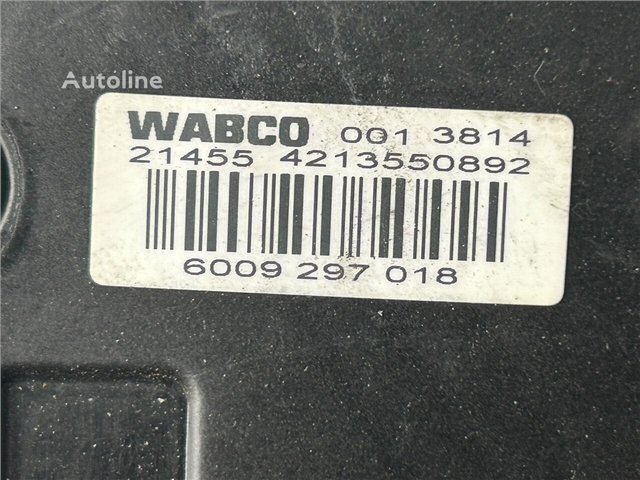 Autoline
WABCO 001 3814
21455 4213550892
6009 297 018